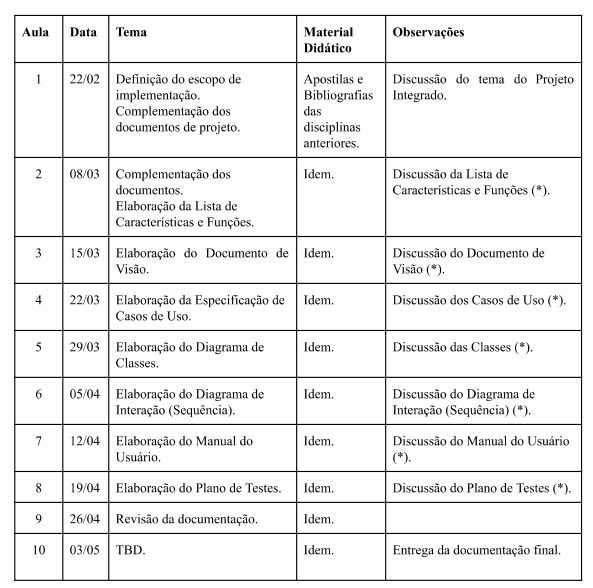 Aula Data Tema Material Didático Observações
1 22/02 Definição do escopo de implementação. Complementação dos documentos de projeto. Apostilas e Bibliografias das disciplinas anteriores. Discussão do tema do Projeto Integrado.
2 08/03 Complementação dos documentos. Elaboração da Lista de Características e Funções. Idem. Discussão da Lista de Características e Funções (*).
3 15/03 Elaboração do Documento de Visão. Idem. Discussão do Documento de Visão (*).
4 22/03 Elaboração da Especificação de Casos de Uso. Idem. Discussão dos Casos de Uso (*).
5 29/03 Elaboração do Diagrama de Classes. Idem. Discussão das Classes (*).
6 05/04 Elaboração do Diagrama de Interação (Sequência). Idem. Discussão do Diagrama de Interação (Sequência) (*).
7 12/04 Elaboração do Manual do Usuário. Idem. Discussão do Manual do Usuário (*).
8 19/04 Elaboração do Plano de Testes. Idem. Discussão do Plano de Testes (*).
9 26/04 Revisão da documentação. Idem.
10 03/05 TBD. Idem. Entrega da documentação final.